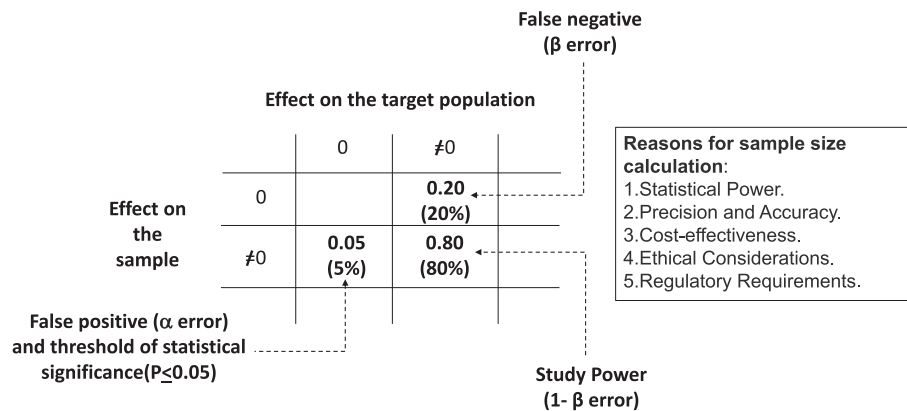 False negative
(β error)
Effect on the target population
0
≠0
Effect on
the
sample
0
0.20
(20%)
≠0
0.05
(5%)
0.80
(80%)
False positive (α error)
and threshold of statistical
significance(P≤0.05)
Study Power
(1- β error)
Reasons for sample size
calculation:
1.Statistical Power.
2.Precision and Accuracy.
3.Cost-effectiveness.
4.Ethical Considerations.
5.Regulatory Requirements.